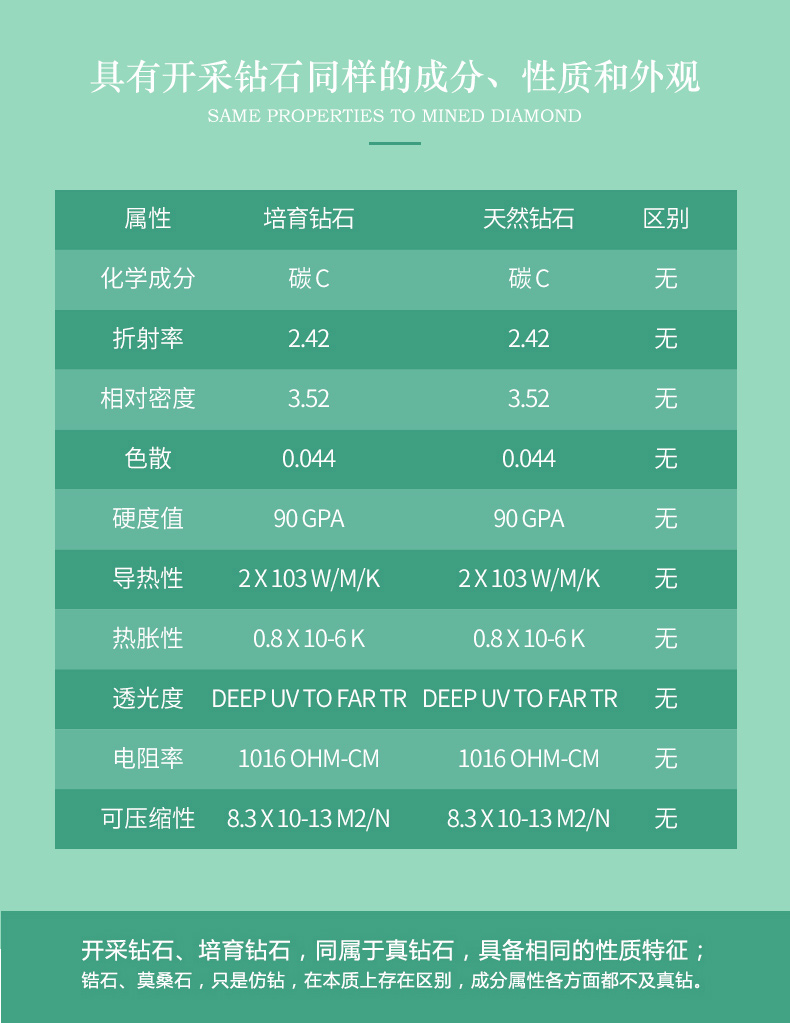 具有开采钻石同样的成分、性质和外观
SAME PROPERTIES TO MINED DIAMOND
属性 培育钻石 天然钻石 区别
化学成分 碳 C 碳 C 无
折射率 2.42 2.42 无
相对密度 3.52 3.52 无
色散 0.044 0.044 无
硬度值 90 GPA 90 GPA 无
导热性 2 X 103 W/M/K 2 X 103 W/M/K 无
热胀性 0.8 X 10-6 K 0.8 X 10-6 K 无
透光度 DEEP UV TO FAR TR DEEP UV TO FAR TR 无
电阻率 1016 OHM-CM 1016 OHM-CM 无
可压缩性 8.3 X 10-13 M2/N 8.3 X 10-13 M2/N 无
开采钻石、培育钻石，同属于真钻石，具备相同的性质特征；
锆石、莫桑石，只是仿钻，在本质上存在区别，成分属性各方面都不及真钻。